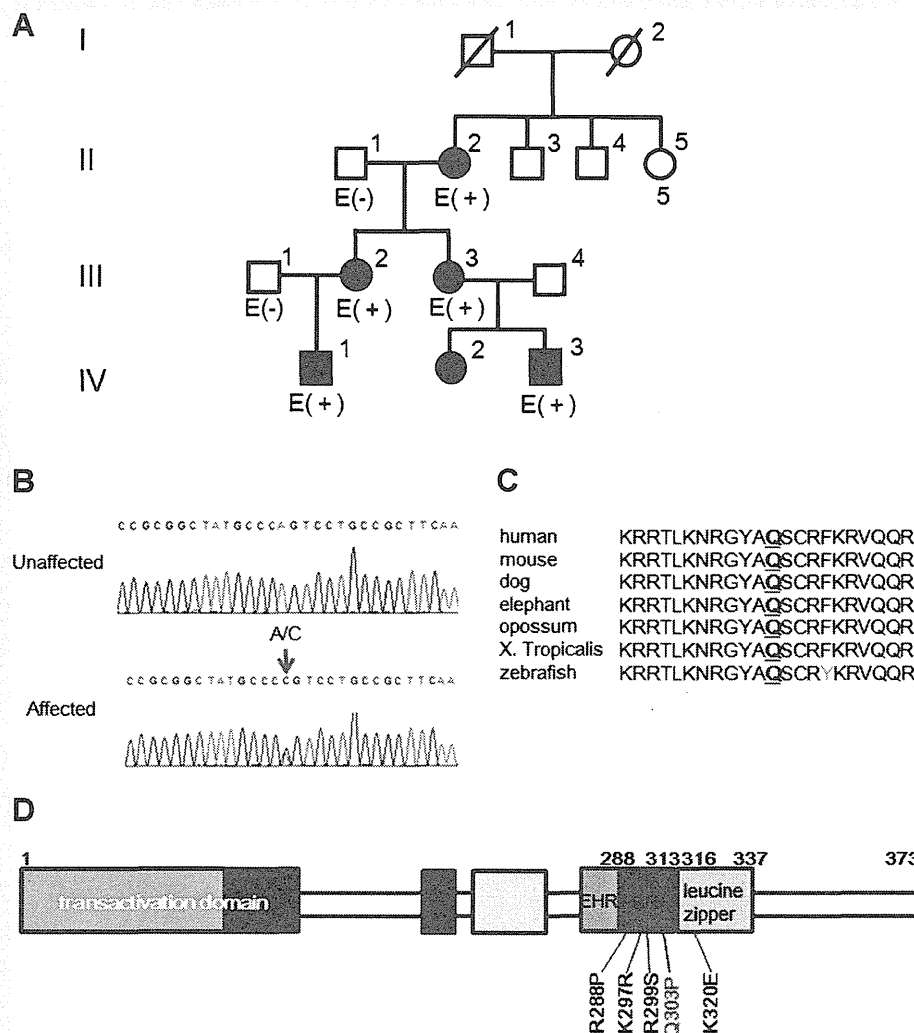 A
I
1 2
II
1 2 3 4 5
E(-) E(+) 5
III
1 2 3 4
E(-) E(+) E(+)
IV
1 2 3
E(+) E(+)
B
CCGCGGCTATGCCCAGTCCTGCCGCTTCAA
Unaffected
A/C
CCGCGGCTATGCCCCGTCCTGCCGCTTCAA
Affected
C
human KRRTLKNRGYAQSCRFKRVQQR
mouse KRRTLKNRGYAQSCRFKRVQQR
dog KRRTLKNRGYAQSCRFKRVQQR
elephant KRRTLKNRGYAQSCRFKRVQQR
opossum KRRTLKNRGYAQSCRFKRVQQR
X. Tropicalis KRRTLKNRGYAQSCRFKRVQQR
zebrafish KRRTLKNRGYAQSCRYKRVQQR
D
1 288 313 316 337 373
transactivation domain EHR leucine
zipper
R288P
K297R
R299S
Q303P
K320E